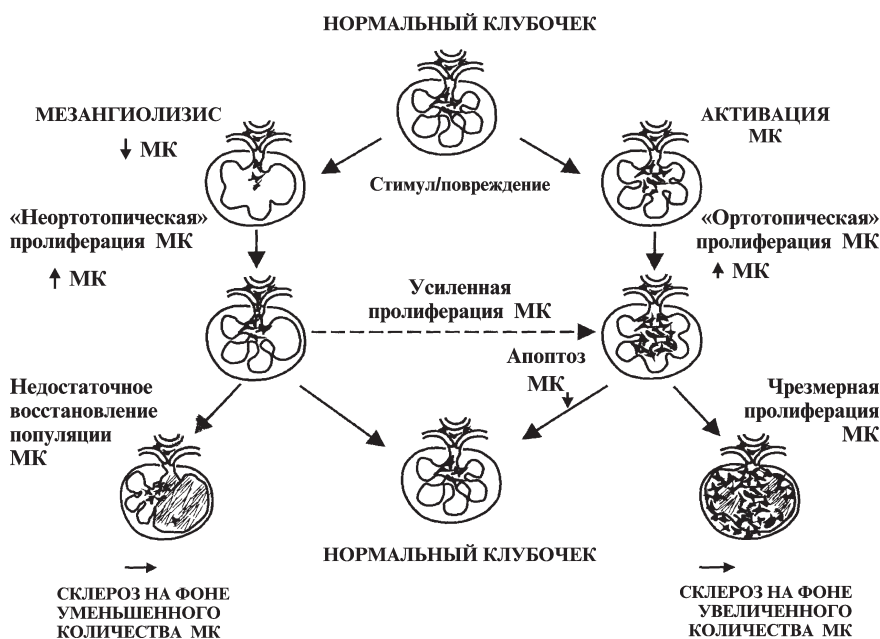 НОРМАЛЬНЫЙ КЛУБОЧЕК
МЕЗАНГИОЛИЗИС
МК
АКТИВАЦИЯ
МК
Стимул/повреждение
«Неортотопическая»
пролиферация МК
МК
«Ортотопическая»
пролиферация МК
МК
Усиленная
пролиферация МК
Апоптоз
МК
Недостаточное
восстановление
популяции
МК
Чрезмерная
пролиферация
МК
НОРМАЛЬНЫЙ КЛУБОЧЕК
СКЛЕРОЗ НА ФОНЕ
УМЕНЬШЕННОГО
КОЛИЧЕСТВА МК
СКЛЕРОЗ НА ФОНЕ
УВЕЛИЧЕННОГО
КОЛИЧЕСТВА МК